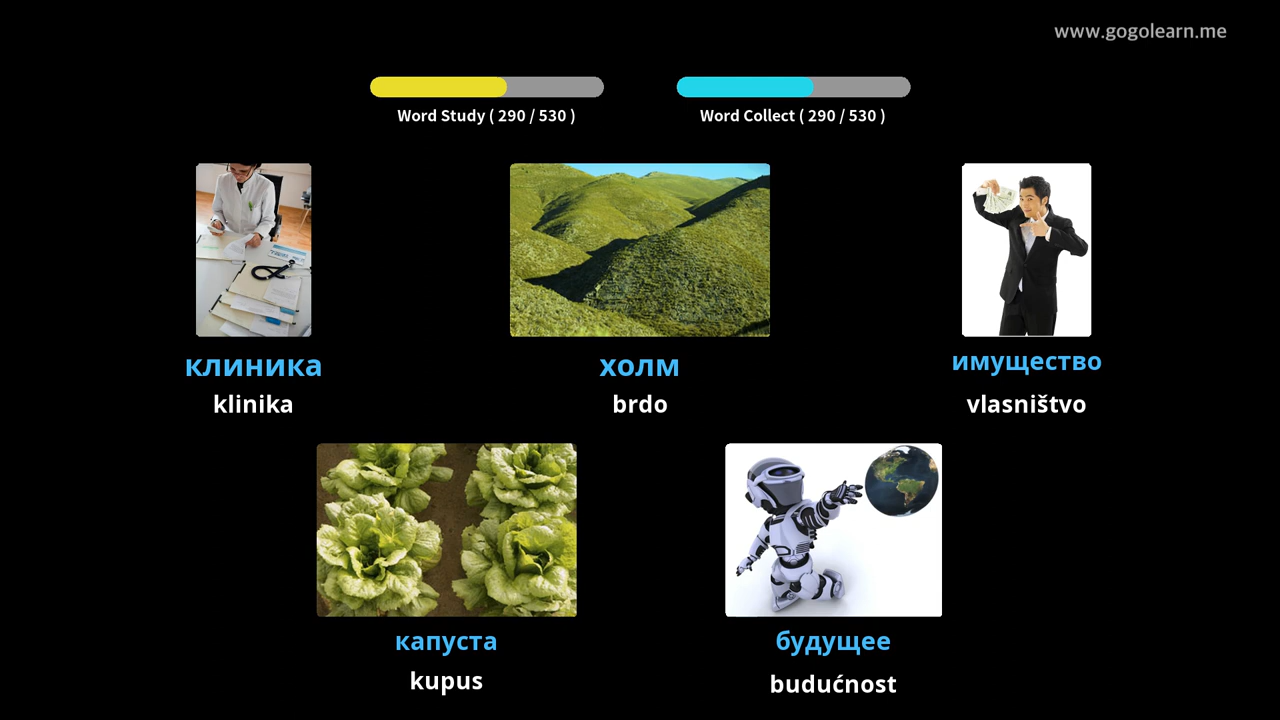 www.gogolearn.me
Word Study ( 290 / 530 )
Word Collect ( 290 / 530 )
клиника
klinika
холм
brdo
имущество
vlasništvo
капуста
kupus
будущее
budućnost